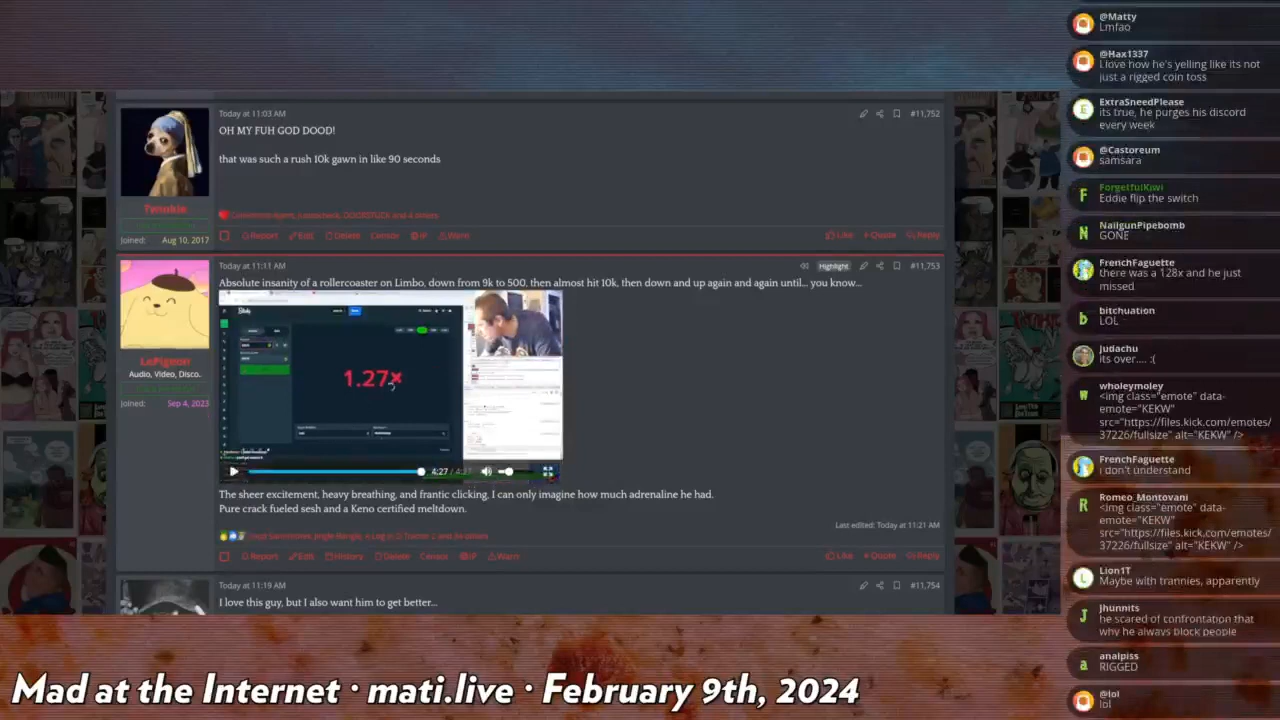 Today at 11:03 AM
#11,752
OH MY FUH GOD DOOD!
that was such a rush 10k gawn in like 90 seconds
Twinkie
Joined: Aug 10, 2017
Report Edit Delete Censor IP Warn
Like + Quote Reply
Today at 11:11 AM
Highlight #11,753
Absolute insanity of a rollercoaster on Limbo, down from 9k to 500, then almost hit 10k, then down and up again and again until... you know...
1.27x
4:27 / 4:27
LePigeon
Audio, Video, Disco.
Joined: Sep 4, 2023
The sheer excitement, heavy breathing, and frantic clicking, I can only imagine how much adrenaline he had.
Pure crack fueled sesh and a Keno certified meltdown.
Last edited: Today at 11:21 AM
Report Edit History Delete Censor IP Warn
Like + Quote Reply
Today at 11:19 AM
#11,754
I love this guy, but I also want him to get better...
@Matty
Lmfao
@Hax1337
I love how he's yelling like its not
just a rigged coin toss
ExtraSneedPlease
its true, he purges his discord
every week
@Castoreum
samsara
ForgetfulKiwi
Eddie flip the switch
NailgunPipebomb
GONE
FrenchFaguette
there was a 128x and he just
missed
bitchuation
LOL
judachu
its over.... :(
wholeymoley
<img class="emote" data-
emote="KEKW"
src="https://files.kick.com/emotes/
37226/fullsize" alt="KEKW" />
FrenchFaguette
i don't understand
Romeo_Montovani
<img class="emote" data-
emote="KEKW"
src="https://files.kick.com/emotes/
37226/fullsize" alt="KEKW" />
Lion1T
Maybe with trannies, apparently
Jhunnits
he scared of confrontation that
why he always block people
analpiss
RIGGED
@lol
lol
Mad at the Internet · mati.live · February 9th, 2024